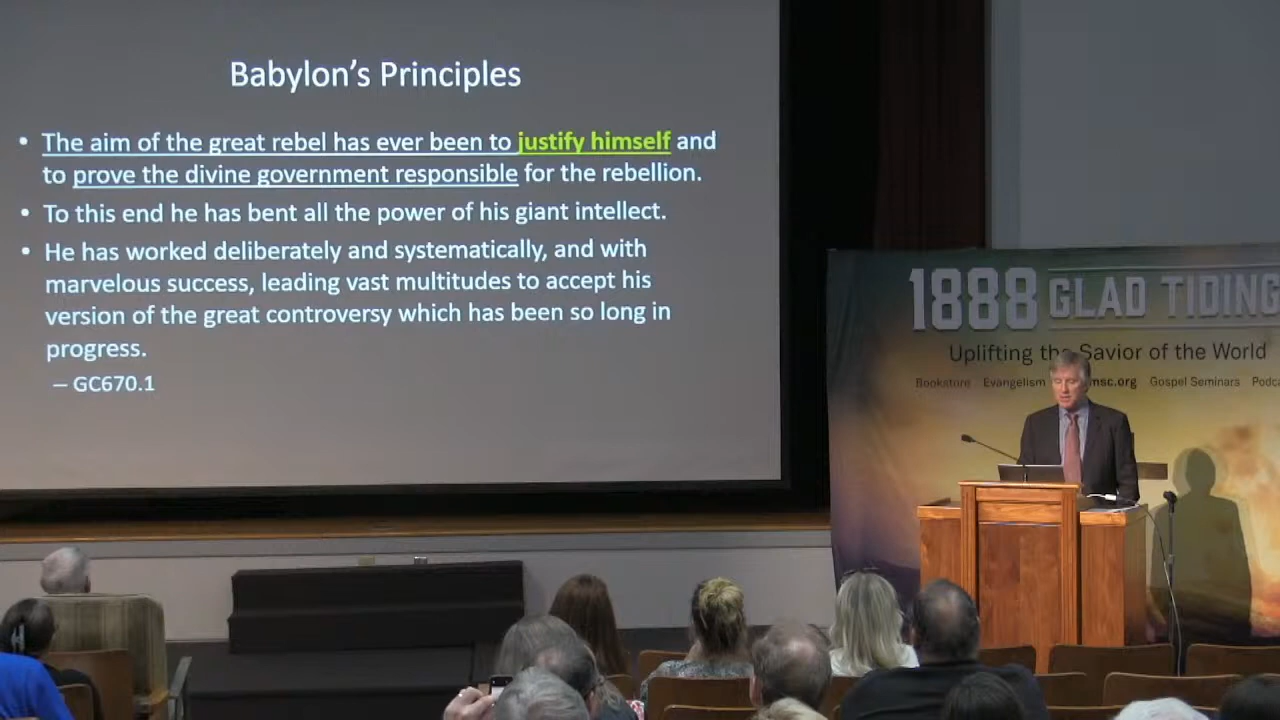 Babylon's Principles
• The aim of the great rebel has ever been to justify himself and
to prove the divine government responsible for the rebellion.
• To this end he has bent all the power of his giant intellect.
• He has worked deliberately and systematically, and with
marvelous success, leading vast multitudes to accept his
version of the great controversy which has been so long in
progress.
– GC670.1
1888 GLAD TIDING
Uplifting the Savior of the World
Bookstore Evangelism msc.org Gospel Seminars Podca